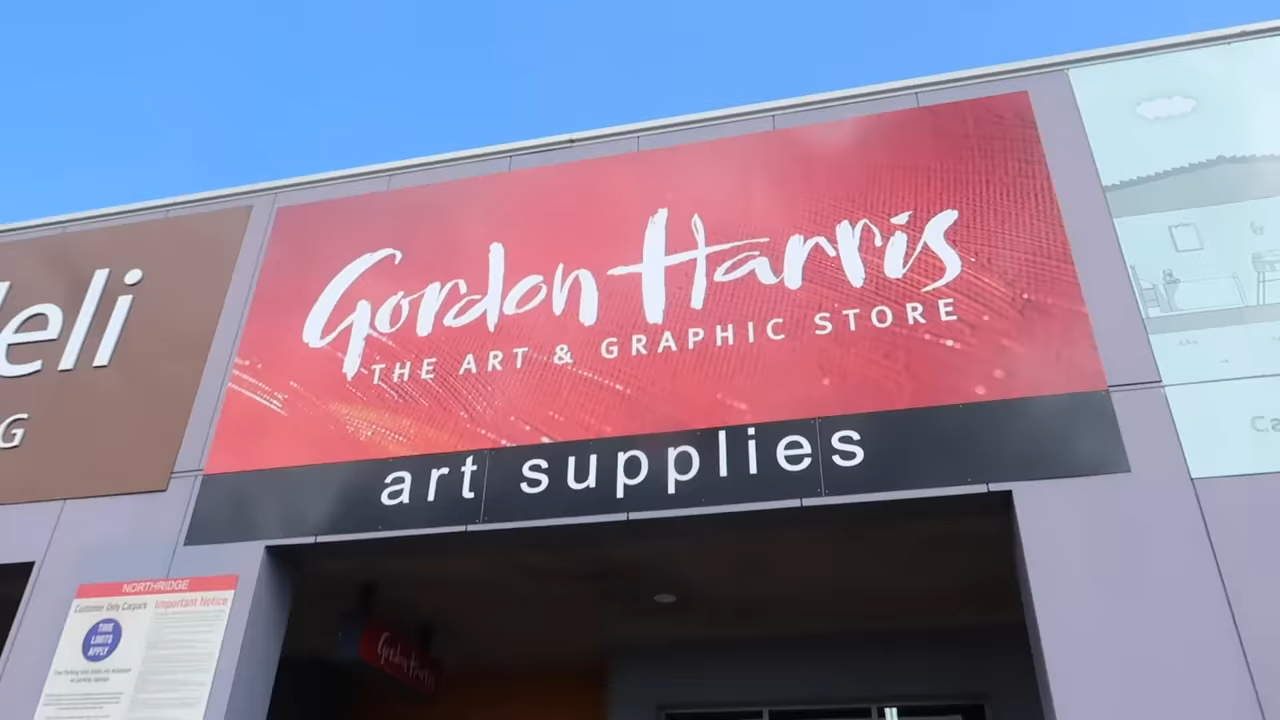 eli
G
Gordon Harris
THE ART & GRAPHIC STORE
art supplies
Ca
NORTHRIDGE
Customer Only Carpark
Important Notice
TIME
LIMITS
APPLY
Gordon Harris